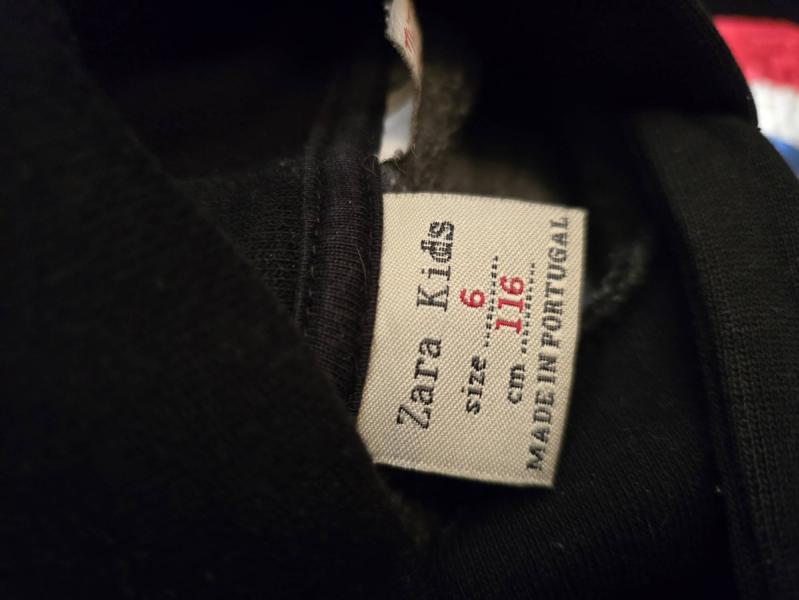 Zara Kids
size 6
cm 116
MADE IN PORTUGAL